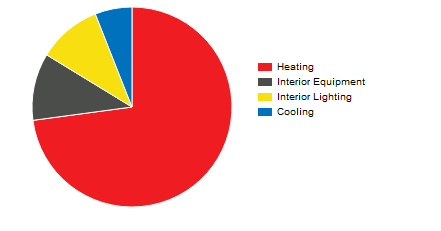 Heating
Interior Equipment
Interior Lighting
Cooling